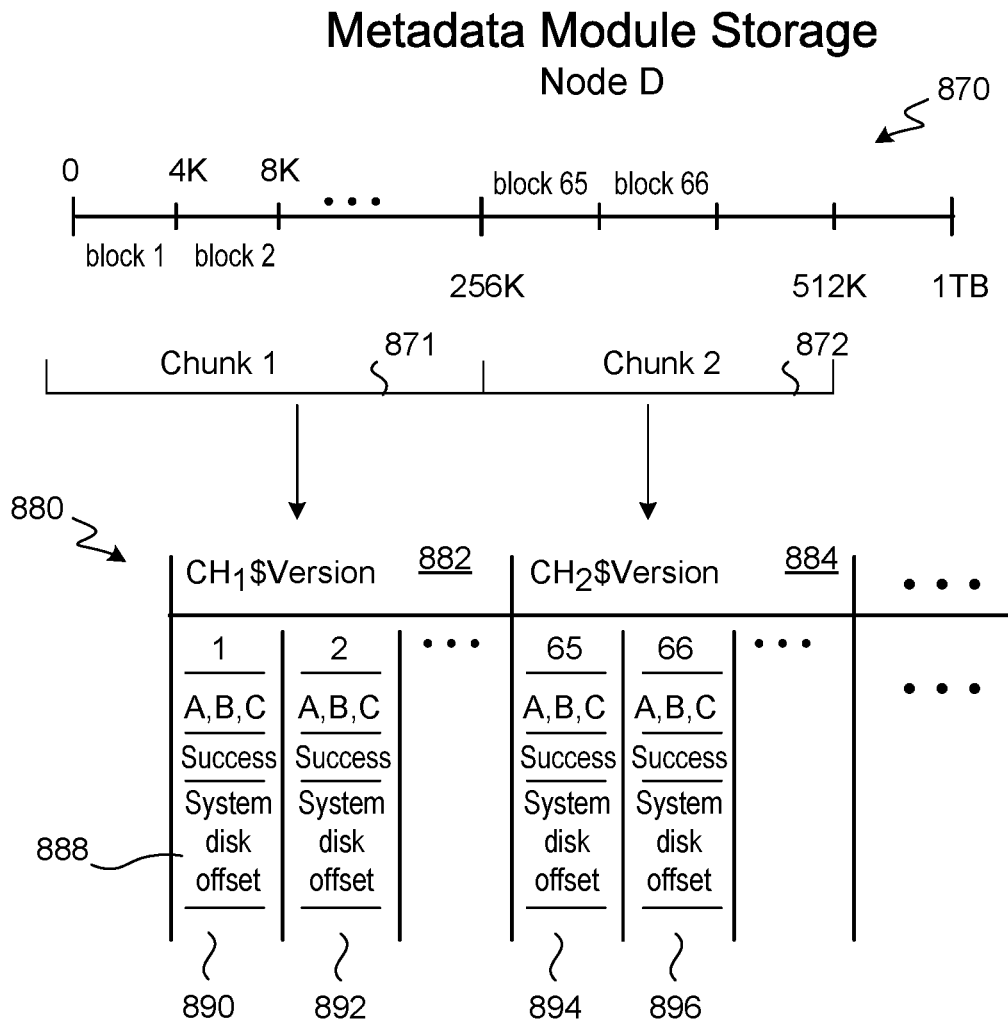 Metadata Module Storage
Node D
870
0 4K 8K
• • •
block 65 block 66
block 1 block 2
256K 512K 1TB
Chunk 1 871 Chunk 2 872
880
CH1$Version 882 CH2$Version 884 • • •
1 2 • • • 65 66 • • •
A,B,C A,B,C A,B,C A,B,C • • •
Success Success Success Success
System System System System
disk disk disk disk
888
offset offset offset offset
890 892 894 896